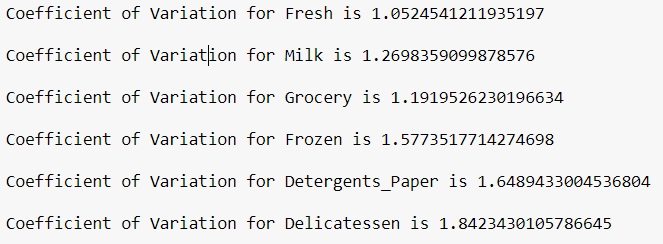 Coefficient of Variation for Fresh is 1.0524541211935197
Coefficient of Variation for Milk is 1.2698359099878576
Coefficient of Variation for Grocery is 1.1919526230196634
Coefficient of Variation for Frozen is 1.5773517714274698
Coefficient of Variation for Detergents_Paper is 1.6489433004536804
Coefficient of Variation for Delicatessen is 1.8423430105786645